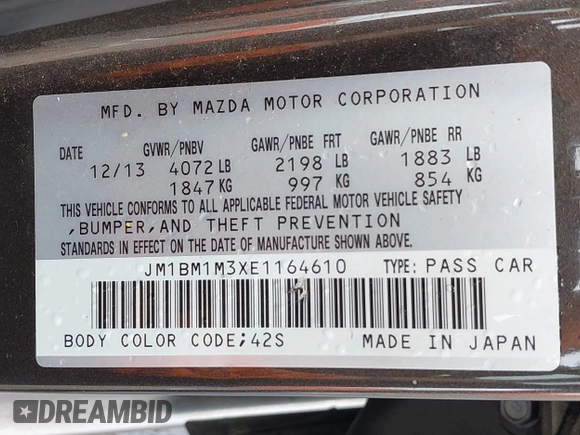 MFD. BY MAZDA MOTOR CORPORATION
DATE GVWR/PNBV GAWR/PNBE FRT GAWR/PNBE RR
12/13 4072 LB 2198 LB 1883 LB
1847 KG 997 KG 854 KG
THIS VEHICLE CONFORMS TO ALL APPLICABLE FEDERAL MOTOR VEHICLE SAFETY
,BUMPER,AND THEFT PREVENTION
STANDARDS IN EFFECT ON THE DATE OF MANUFACTURE SHOWN ABOVE.
JM1BM1M3XE1164610 TYPE: PASS CAR
BODY COLOR CODE;42S MADE IN JAPAN
DREAMBID